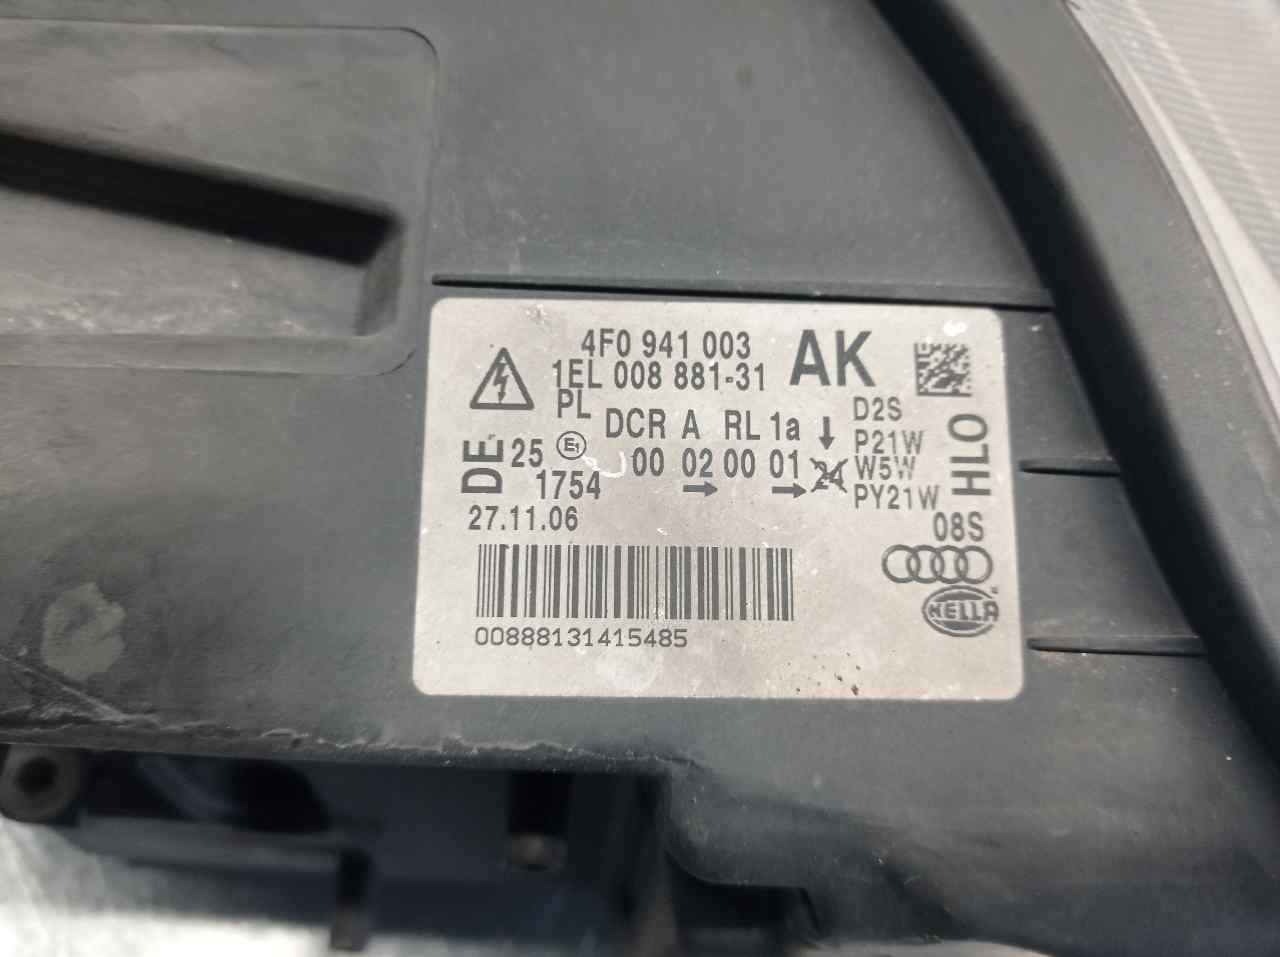 4F0 941 003 AK
1EL 008 881-31
PL DCR A RL 1a D2S
P21W
DE 25 E1 00 02 00 01 24 W5W HLO
1754 PY21W
27.11.06 08S
00888131415485
HELLA